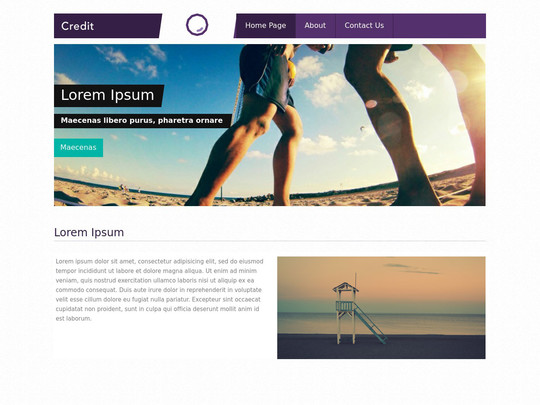 Credit
Home Page About Contact Us
Lorem Ipsum
Maecenas libero purus, pharetra ornare
Maecenas
Lorem Ipsum
Lorem ipsum dolor sit amet, consectetur adipisicing elit, sed do eiusmod
tempor incididunt ut labore et dolore magna aliqua. Ut enim ad minim
veniam, quis nostrud exercitation ullamco laboris nisi ut aliquip ex ea
commodo consequat. Duis aute irure dolor in reprehenderit in voluptate
velit esse cillum dolore eu fugiat nulla pariatur. Excepteur sint occaecat
cupidatat non proident, sunt in culpa qui officia deserunt mollit anim id
est laborum.